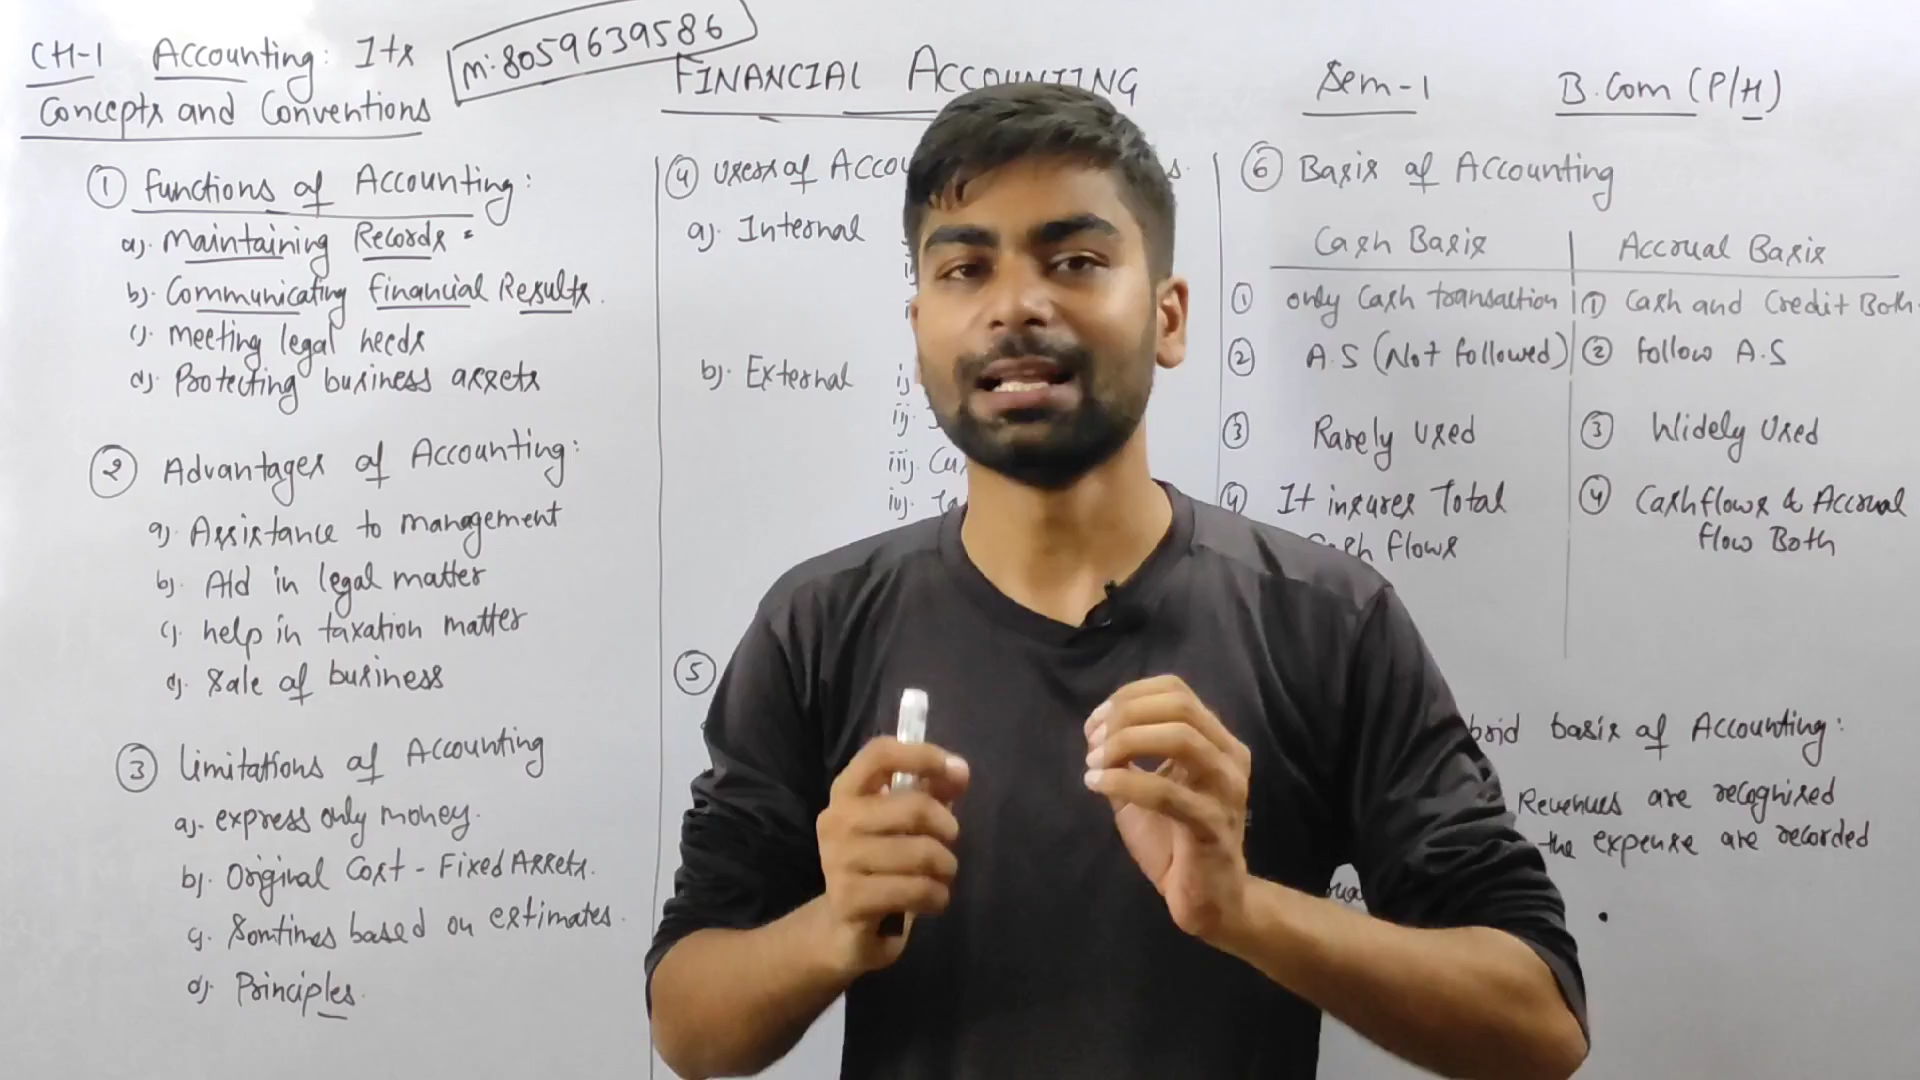 CH-1 Accounting: Its
Concepts and Conventions
M:8059639586
FINANCIAL ACCOUNTING
Sem-1
B.Com (P/H)
① Functions of Accounting:
a). Maintaining Records
b). Communicating Financial Results.
c). Meeting legal needs
d). Protecting business assets
② Advantages of Accounting:
a). Assistance to management
b). Aid in legal matter
c). help in taxation matter
d). Sale of business
③ Limitations of Accounting
a). express only money.
b). Original Cost - Fixed Assets.
c). Somtimes based on estimates.
d). Principles.
④ Users of
a). Internal
b). External
i)
ii)
iii).
iv).
⑤
⑥ Basis of Accounting
Cash Basis | Accrual Basis
① only Cash transaction | ① Cash and Credit Both.
② A.S (Not followed) | ② follow A.S
③ Rarely Used ③ Widely Used
④ It insures Total ④ Cashflows & Accrual
flows flow Both
basis of Accounting:
Revenues are recognised
the expense are recorded